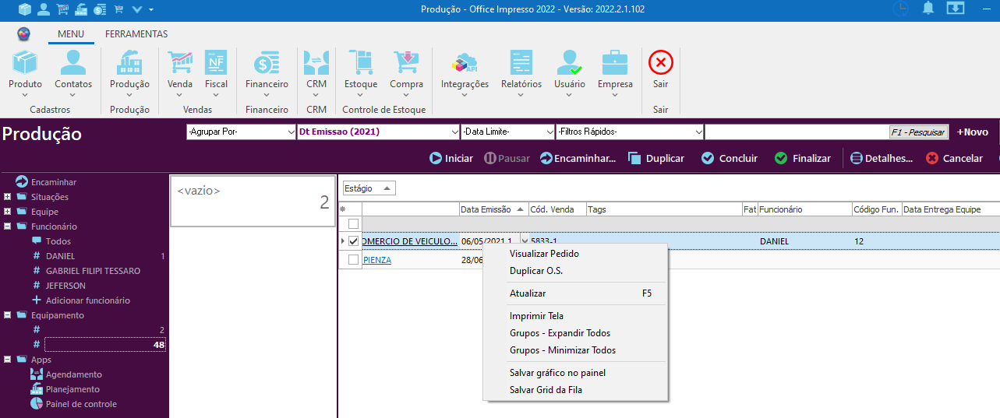 Produção - Office Impresso 2022 - Versão: 2022.2.1.102
MENU FERRAMENTAS
Produto Contatos Produção Venda Fiscal Financeiro CRM Estoque Compra Integrações Relatórios Usuário Empresa Sair
Cadastros Produção Vendas Financeiro CRM Controle de Estoque Sair
Produção
-Agrupar Por- Dt Emissao (2021) -Data Limite- -Filtros Rápidos- F1 - Pesquisar +Novo
Iniciar Pausar Encaminhar... Duplicar Concluir Finalizar Detalhes... Cancelar
Encaminhar
Situações
Equipe
Funcionário
Todos
# DANIEL 1
# GABRIEL FILIPI TESSARO
# JEFERSON
Adicionar funcionário
Equipamento
# 2
# 48
Apps
Agendamento
Planejamento
Painel de controle
<vazio>
2
Estágio
Data Emissão Cód. Venda Tags Fat Funcionário Código Fun. Data Entrega Equipe
OMERCIO DE VEICULO... 06/05/2021 1 5833-1 DANIEL 12
PIENZA 28/06
Visualizar Pedido
Duplicar O.S.
Atualizar F5
Imprimir Tela
Grupos - Expandir Todos
Grupos - Minimizar Todos
Salvar gráfico no painel
Salvar Grid da Fila